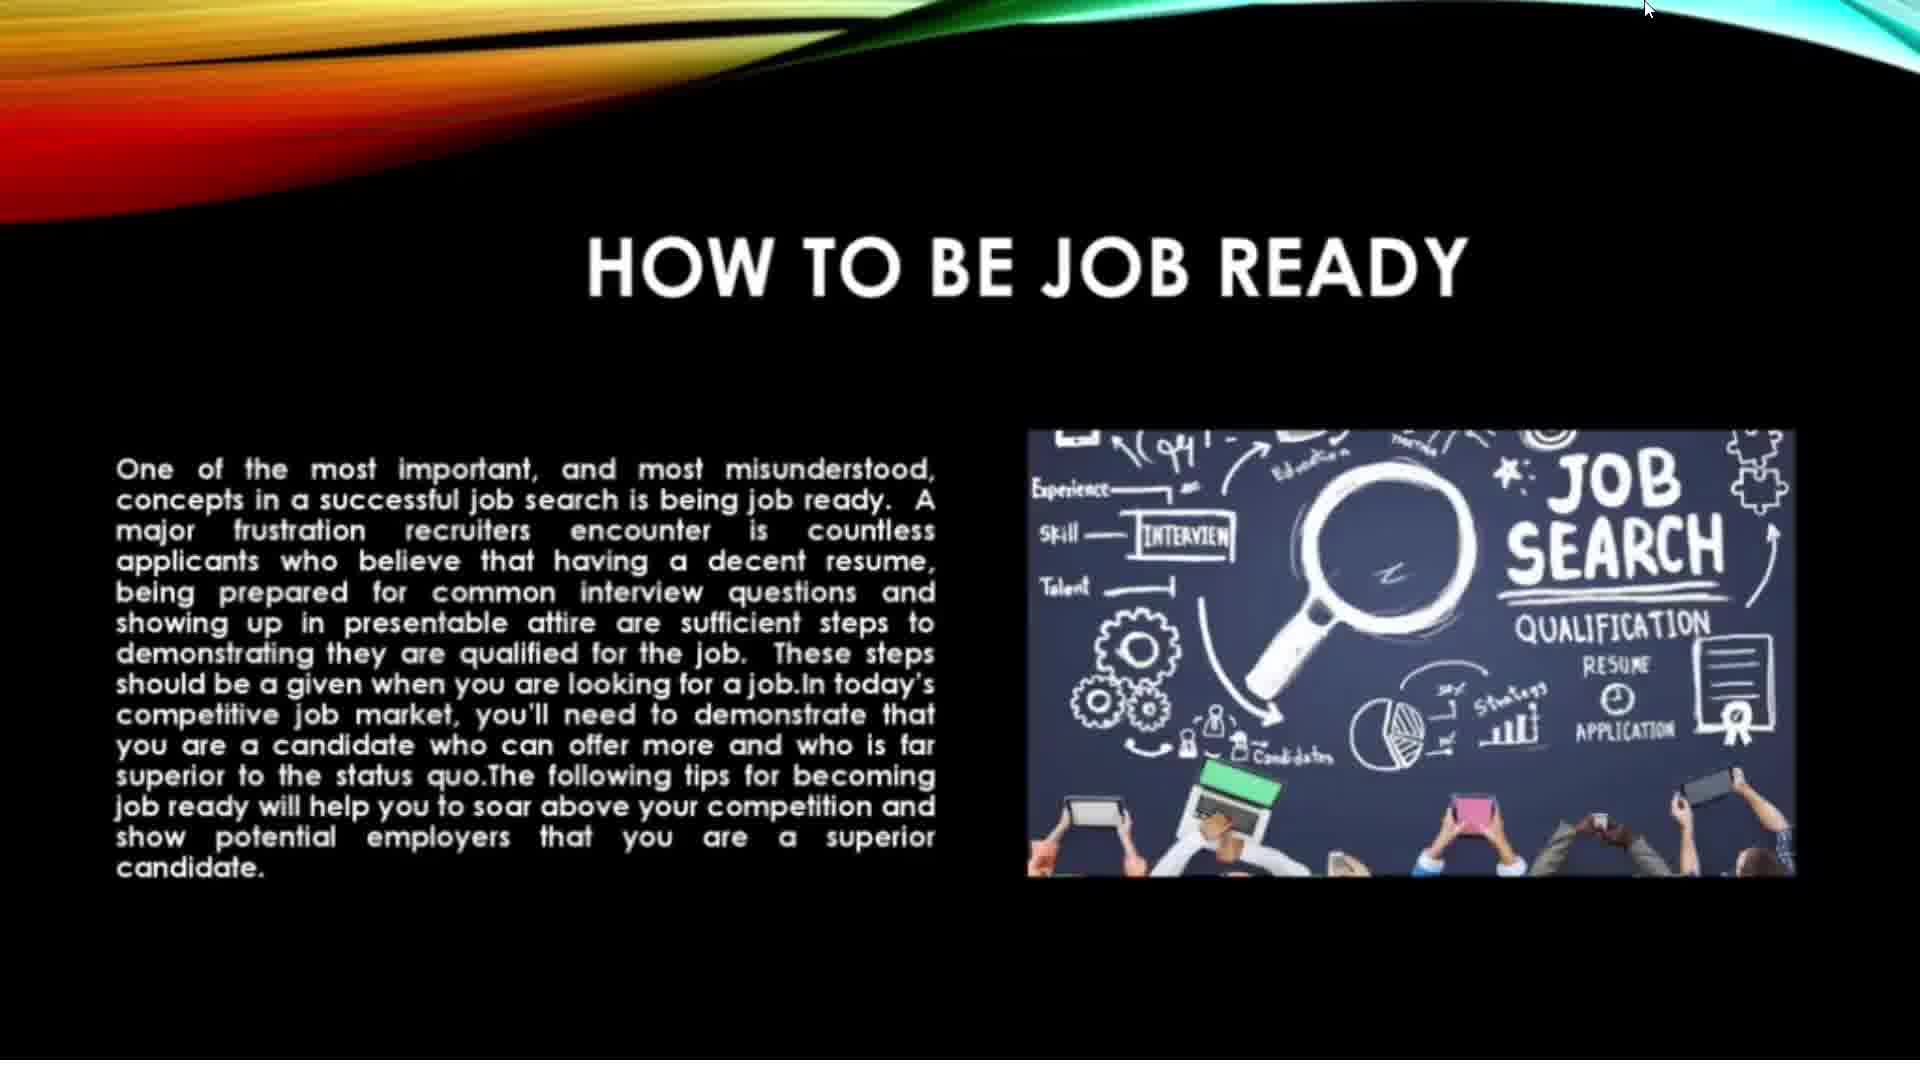 HOW TO BE JOB READY
One of the most important, and most misunderstood,
concepts in a successful job search is being job ready.  A
major frustration recruiters encounter is countless
applicants who believe that having a decent resume,
being prepared for common interview questions and
showing up in presentable attire are sufficient steps to
demonstrating they are qualified for the job.  These steps
should be a given when you are looking for a job.In today's
competitive job market, you'll need to demonstrate that
you are a candidate who can offer more and who is far
superior to the status quo.The following tips for becoming
job ready will help you to soar above your competition and
show potential employers that you are a superior
candidate.
Education
Experience
Skill
INTERVIEW
Talent
JOB
SEARCH
QUALIFICATION
RESUME
APPLICATION
Strategy
Candidates